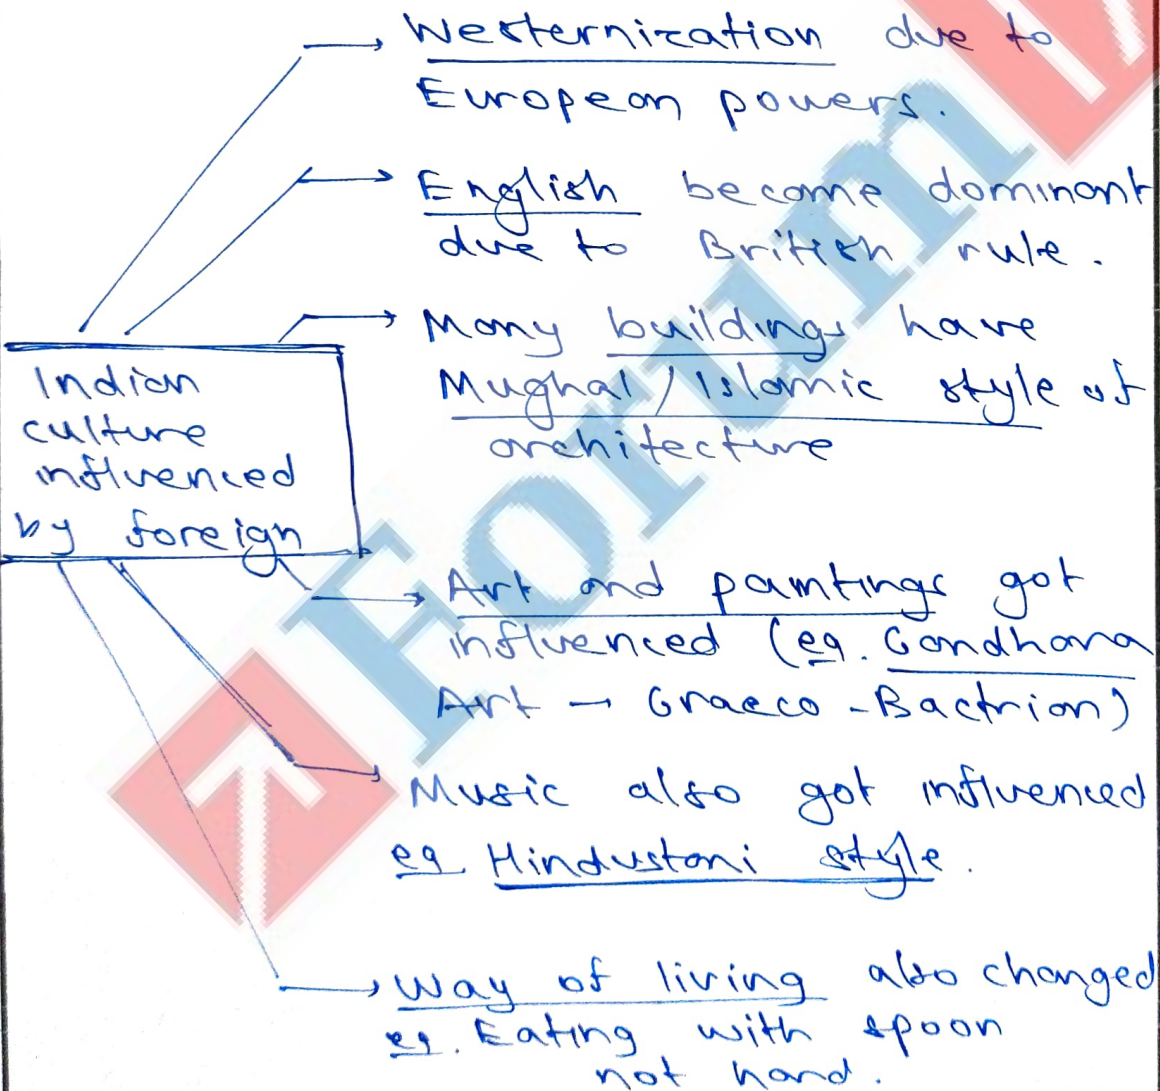 Westernization due to
European powers.
English become dominant
due to British rule.
Many buildings have
Mughal / Islamic style of
architecture
Indian
culture
influenced
by foreign
Art and paintings got
influenced (eg. Gandhara
Art → Graeco-Bactrian)
Music also got influenced
eg Hindustani style.
Way of living also changed
eg. Eating with spoon
not hand.
Forum